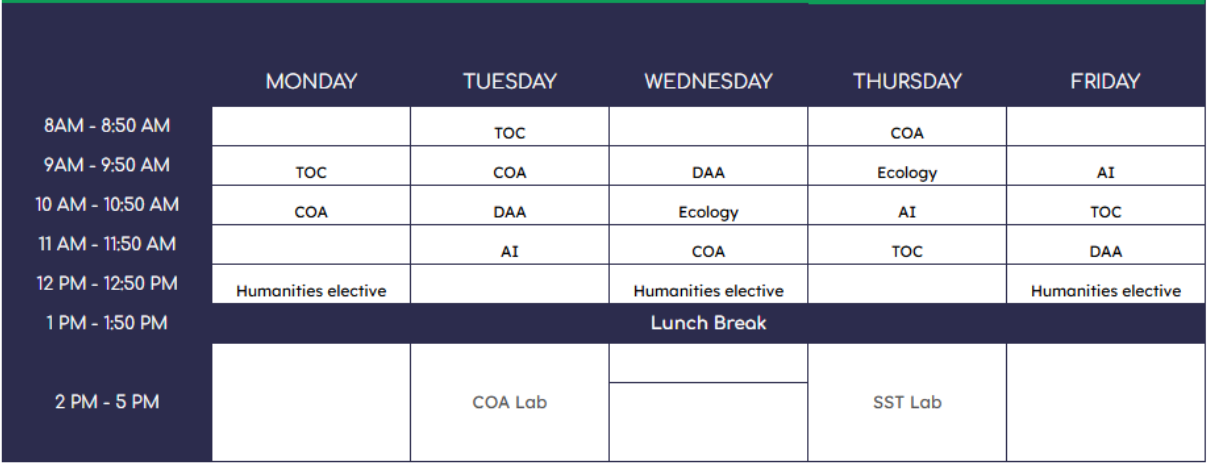 MONDAY TUESDAY WEDNESDAY THURSDAY FRIDAY
8AM - 8:50 AM TOC COA
9AM - 9:50 AM TOC COA DAA Ecology AI
10 AM - 10:50 AM COA DAA Ecology AI TOC
11 AM - 11:50 AM AI COA TOC DAA
12 PM - 12:50 PM Humanities elective Humanities elective Humanities elective
1 PM - 1:50 PM Lunch Break
2 PM - 5 PM COA Lab SST Lab